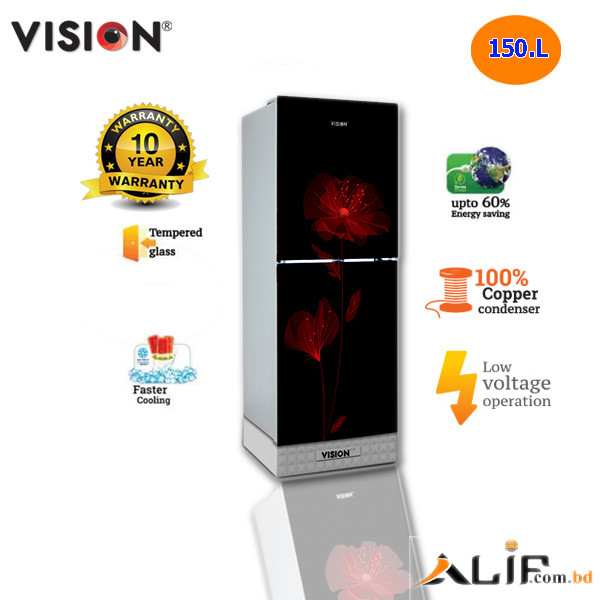 VISION®
150.L
VISION
WARRANTY
10
YEAR
WARRANTY
upto 60%
Energy saving
Tempered
glass
100%
Copper
condenser
Low
voltage
operation
Faster
Cooling
VISION
VISION
ALIF.com.bd